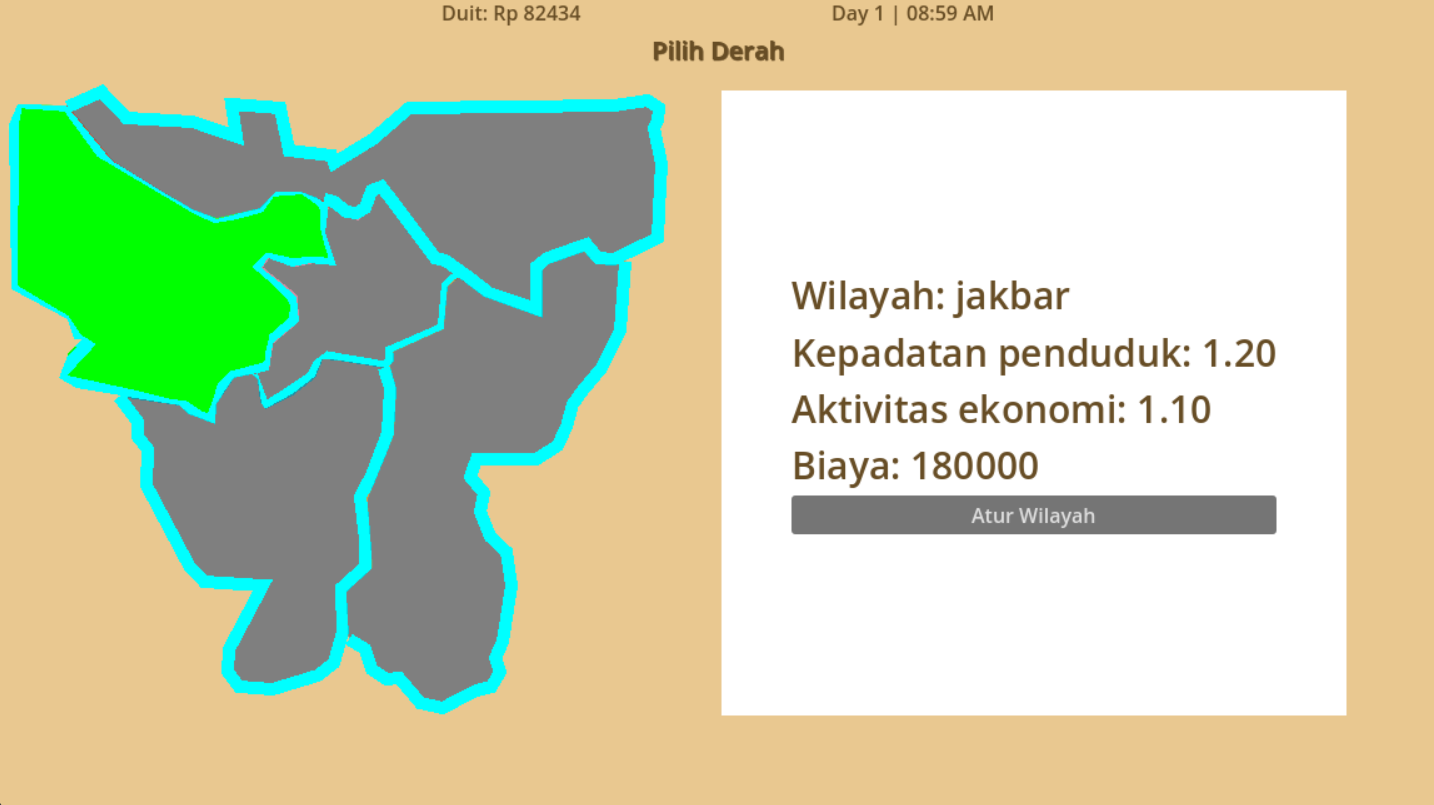 Duit: Rp 82434
Day 1 | 08:59 AM
Pilih Derah
Wilayah: jakbar
Kepadatan penduduk: 1.20
Aktivitas ekonomi: 1.10
Biaya: 180000
Atur Wilayah